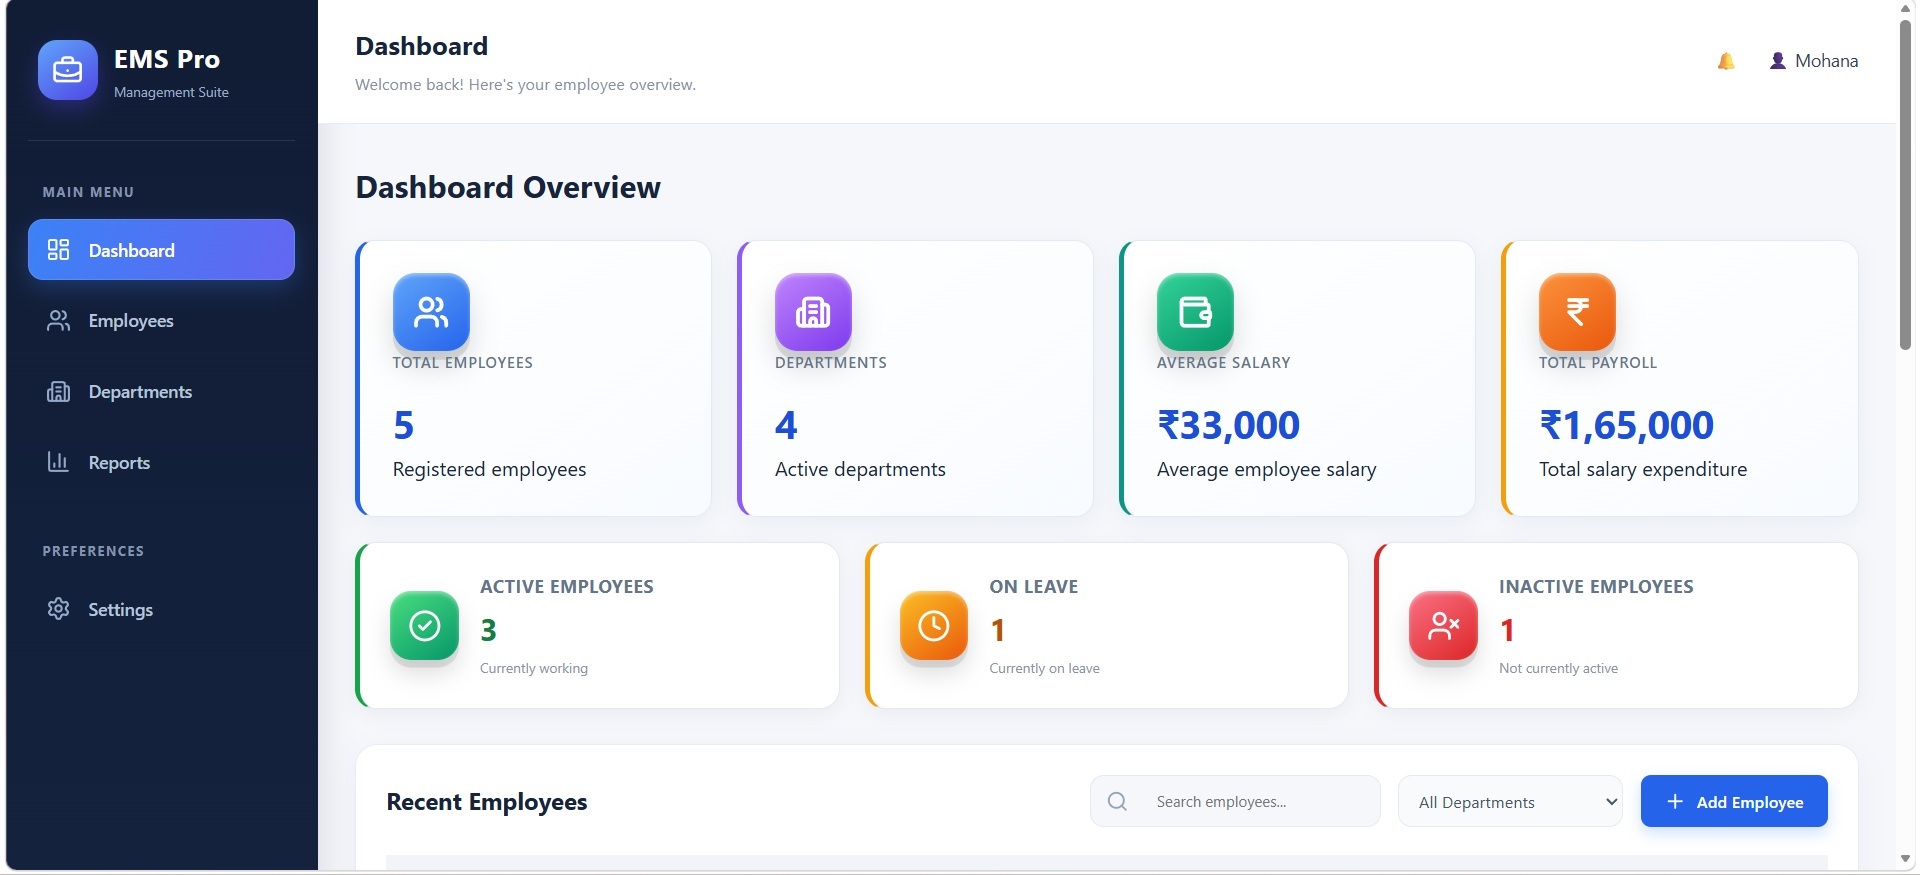 EMS Pro
Management Suite
MAIN MENU
Dashboard
Employees
Departments
Reports
PREFERENCES
Settings
Dashboard
Welcome back! Here's your employee overview.
Mohana
Dashboard Overview
TOTAL EMPLOYEES
5
Registered employees
DEPARTMENTS
4
Active departments
AVERAGE SALARY
₹33,000
Average employee salary
TOTAL PAYROLL
₹1,65,000
Total salary expenditure
ACTIVE EMPLOYEES
3
Currently working
ON LEAVE
1
Currently on leave
INACTIVE EMPLOYEES
1
Not currently active
Recent Employees
Search employees...
All Departments
Add Employee